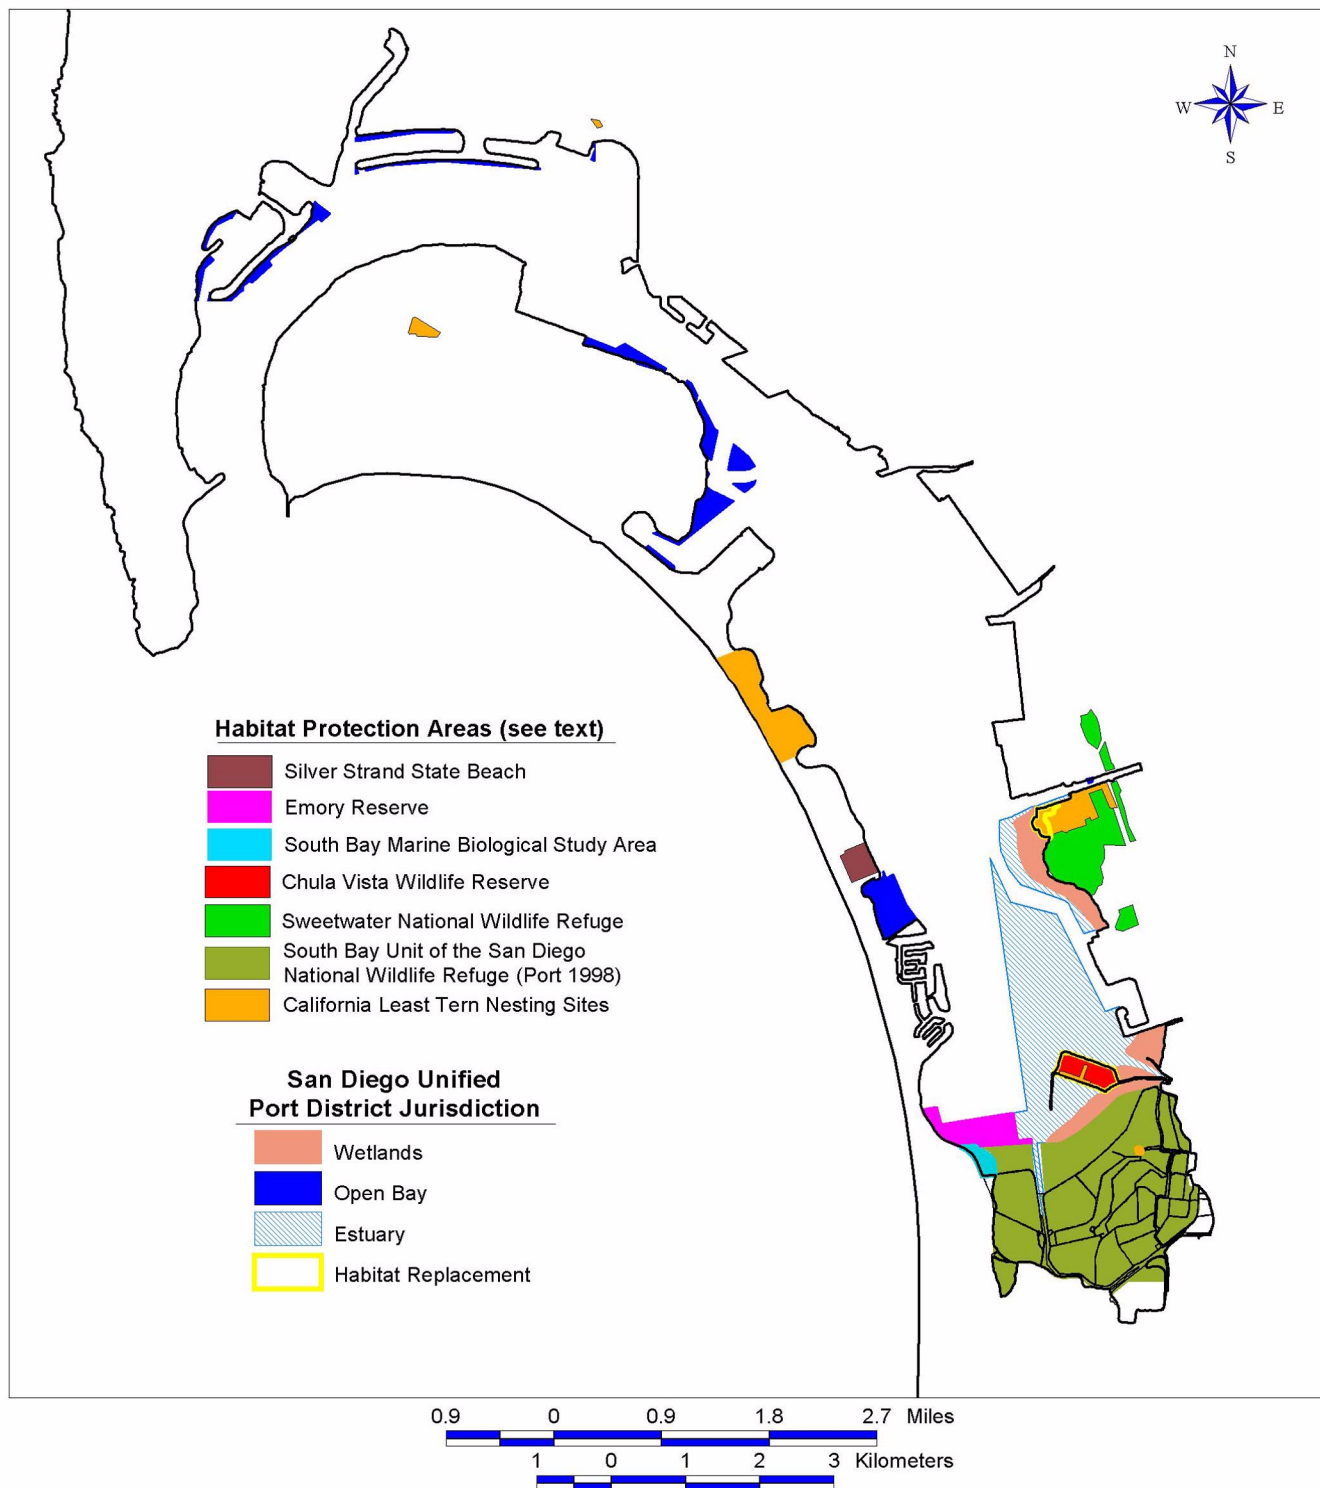 N
W E
S
Habitat Protection Areas (see text)
Silver Strand State Beach
Emory Reserve
South Bay Marine Biological Study Area
Chula Vista Wildlife Reserve
Sweetwater National Wildlife Refuge
South Bay Unit of the San Diego
National Wildlife Refuge (Port 1998)
California Least Tern Nesting Sites
San Diego Unified
Port District Jurisdiction
Wetlands
Open Bay
Estuary
Habitat Replacement
0.9 0 0.9 1.8 2.7 Miles
1 0 1 2 3 Kilometers